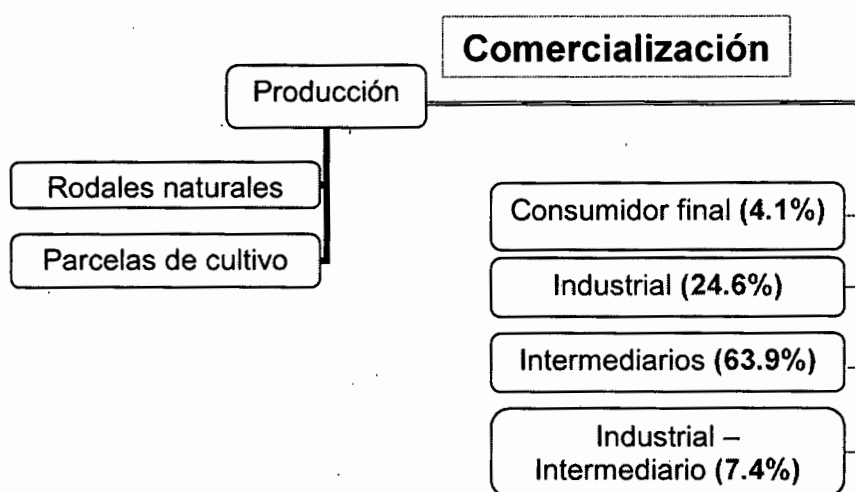 Comercialización
Producción
Rodales naturales
Parcelas de cultivo
Consumidor final (4.1%)
Industrial (24.6%)
Intermediarios (63.9%)
Industrial –
Intermediario (7.4%)